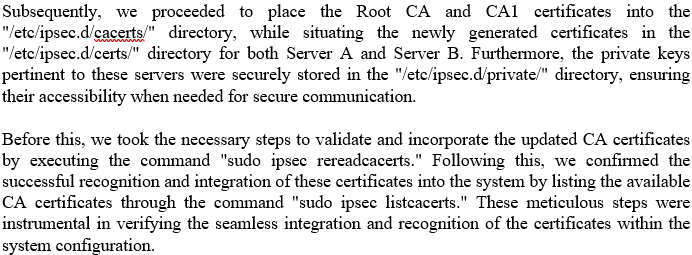 Subsequently, we proceeded to place the Root CA and CA1 certificates into the
"/etc/ipsec.d/cacerts/" directory, while situating the newly generated certificates in the
"/etc/ipsec.d/certs/" directory for both Server A and Server B. Furthermore, the private keys
pertinent to these servers were securely stored in the "/etc/ipsec.d/private/" directory, ensuring
their accessibility when needed for secure communication.
Before this, we took the necessary steps to validate and incorporate the updated CA certificates
by executing the command "sudo ipsec rereadcacerts." Following this, we confirmed the
successful recognition and integration of these certificates into the system by listing the available
CA certificates through the command "sudo ipsec listcacerts." These meticulous steps were
instrumental in verifying the seamless integration and recognition of the certificates within the
system configuration.